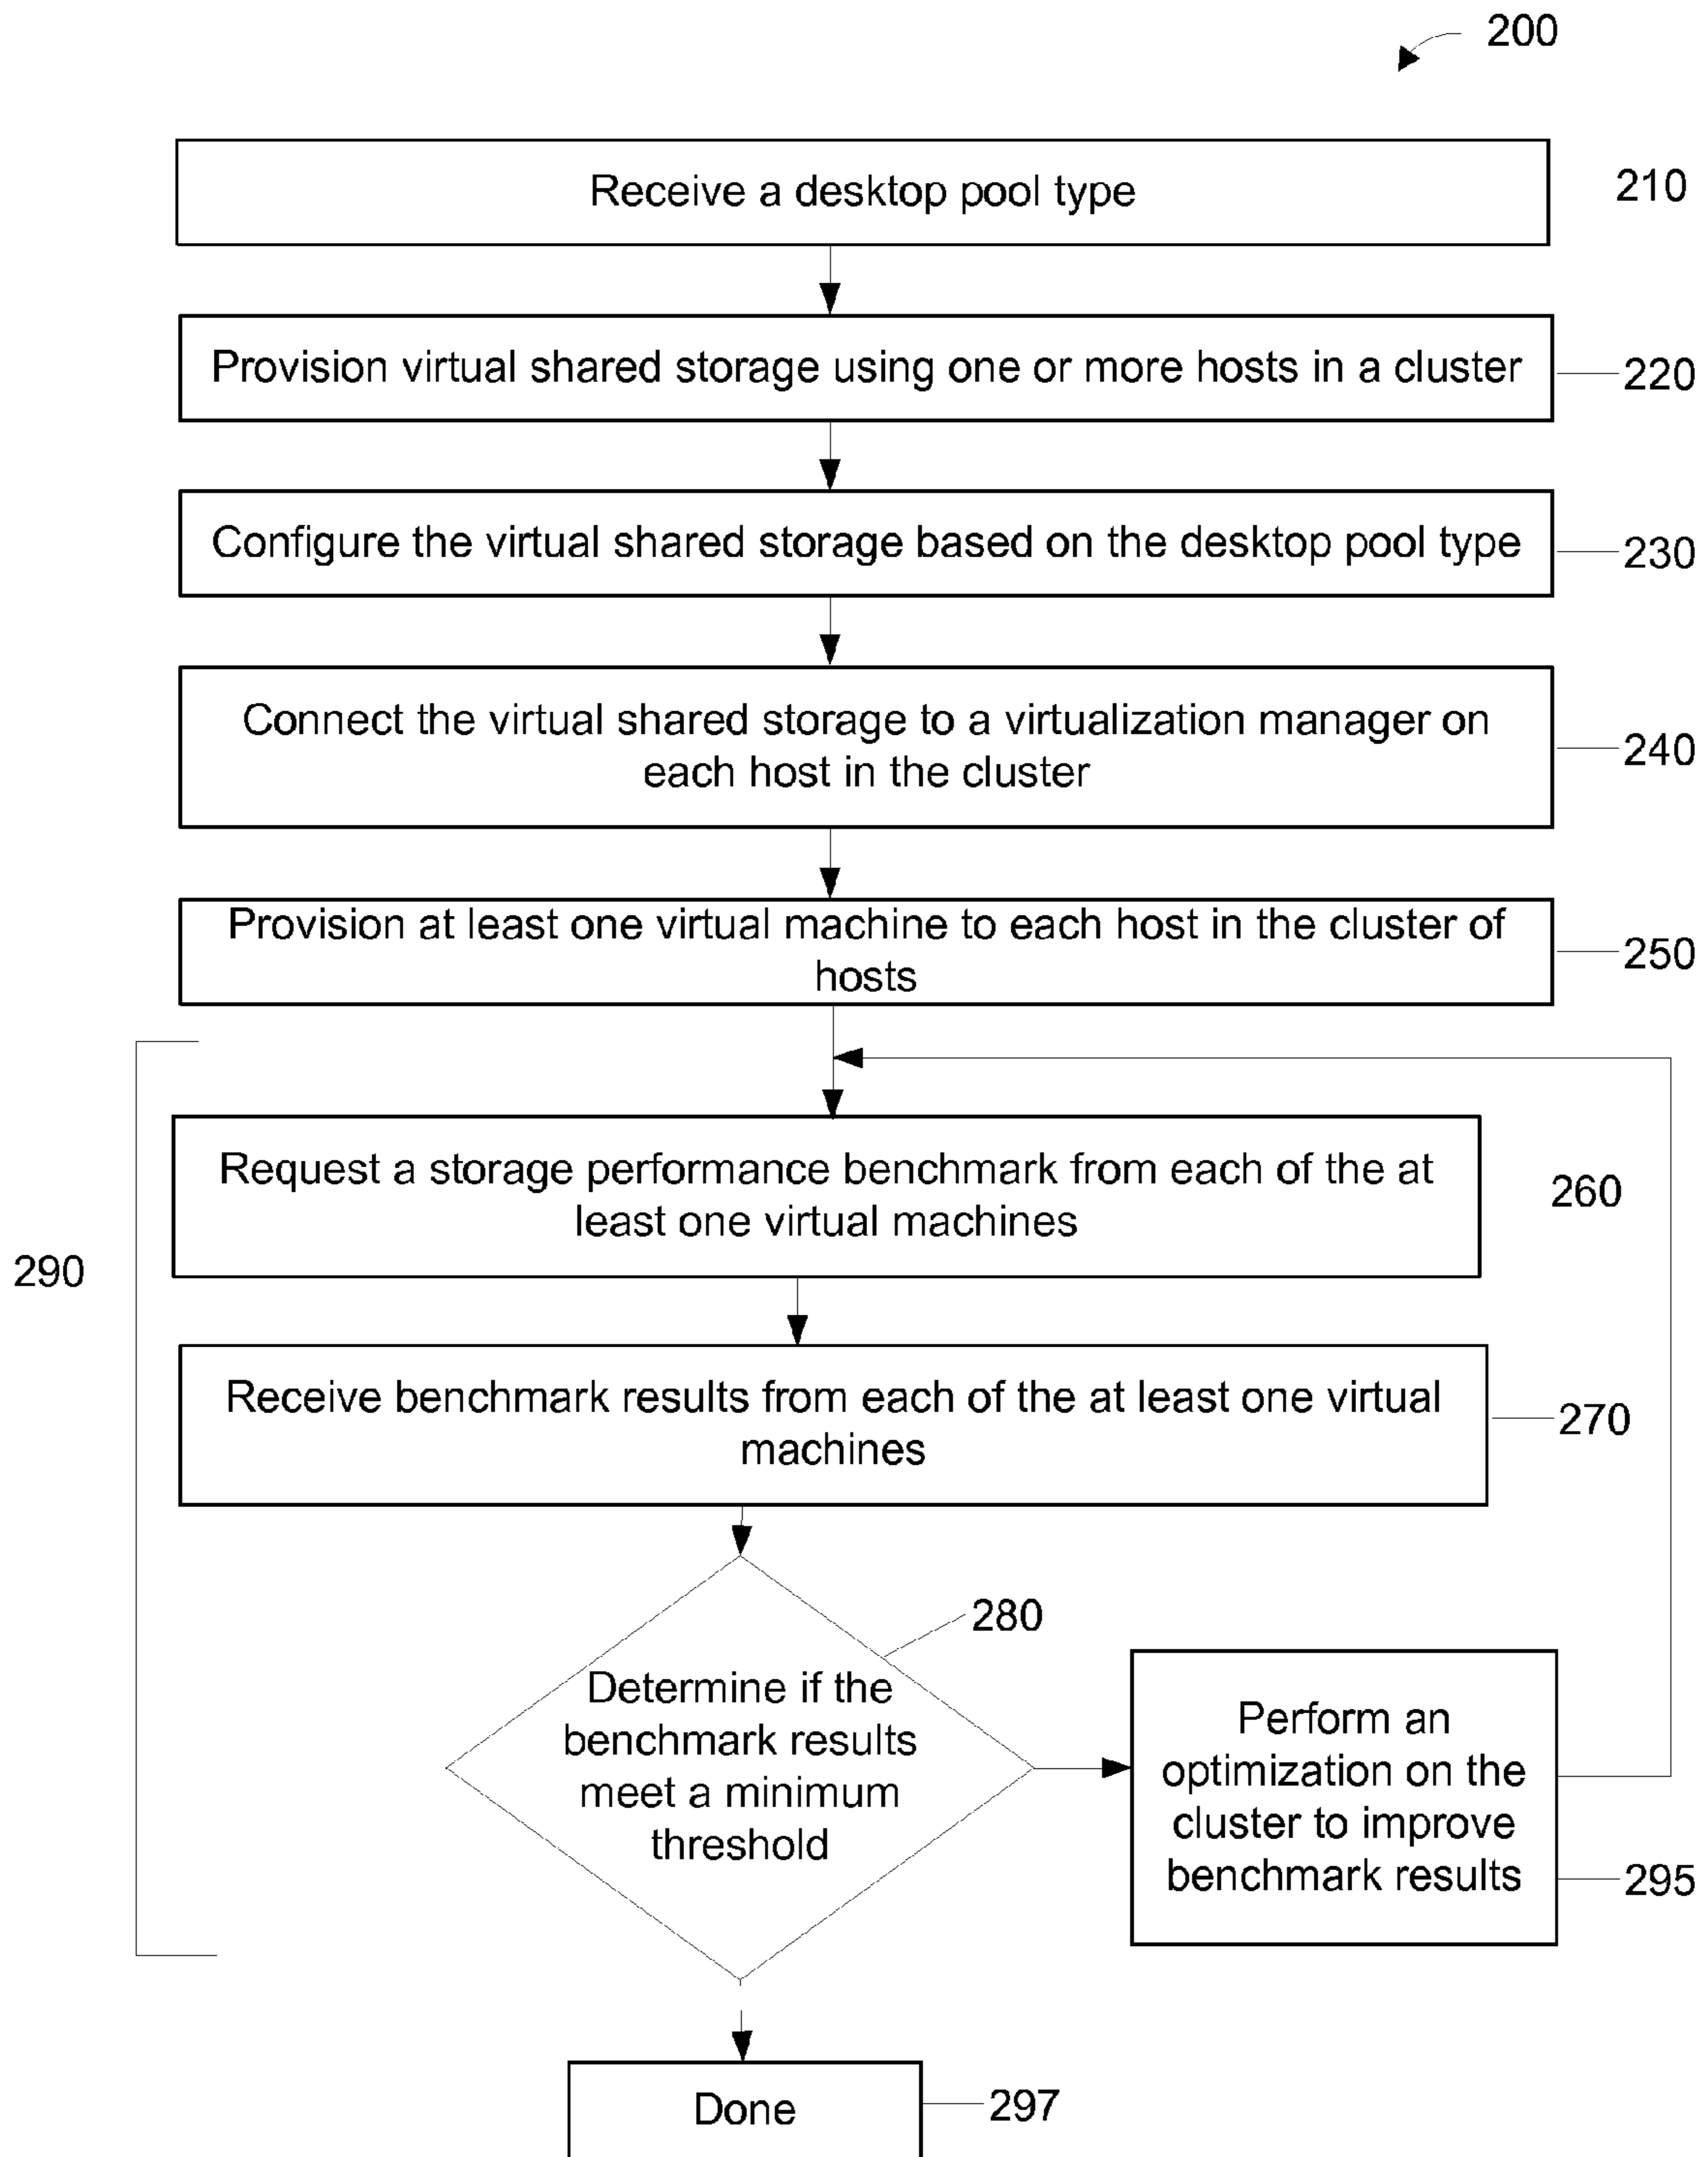 200
Receive a desktop pool type
210
Provision virtual shared storage using one or more hosts in a cluster
220
Configure the virtual shared storage based on the desktop pool type
230
Connect the virtual shared storage to a virtualization manager on
each host in the cluster
240
Provision at least one virtual machine to each host in the cluster of
hosts
250
Request a storage performance benchmark from each of the at
least one virtual machines
260
290
Receive benchmark results from each of the at least one virtual
machines
270
280
Determine if the
benchmark results
meet a minimum
threshold
Perform an
optimization on the
cluster to improve
benchmark results
295
Done
297